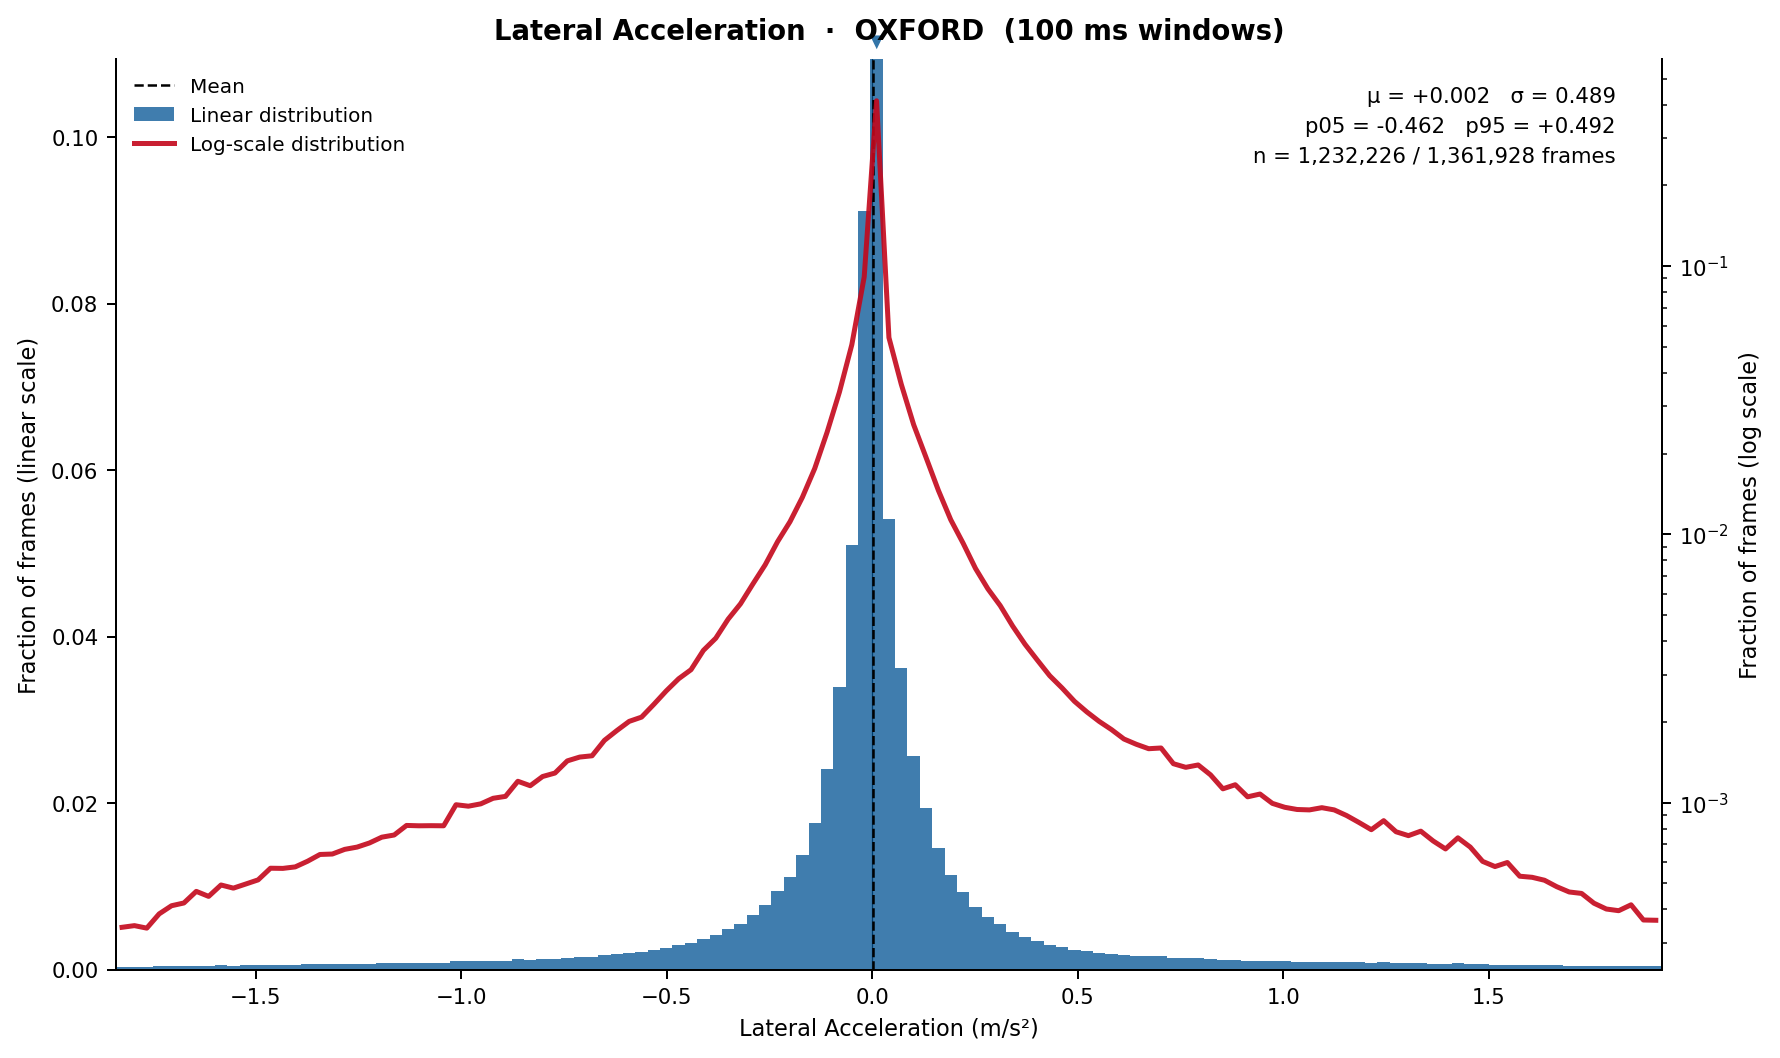 Lateral Acceleration · OXFORD (100 ms windows)
Mean
Linear distribution
Log-scale distribution
μ = +0.002 σ = 0.489
p05 = -0.462 p95 = +0.492
n = 1,232,226 / 1,361,928 frames
Fraction of frames (linear scale)
0.10
0.08
0.06
0.04
0.02
0.00
10⁻¹
10⁻²
10⁻³
Fraction of frames (log scale)
−1.5
−1.0
−0.5
0.0
0.5
1.0
1.5
Lateral Acceleration (m/s²)